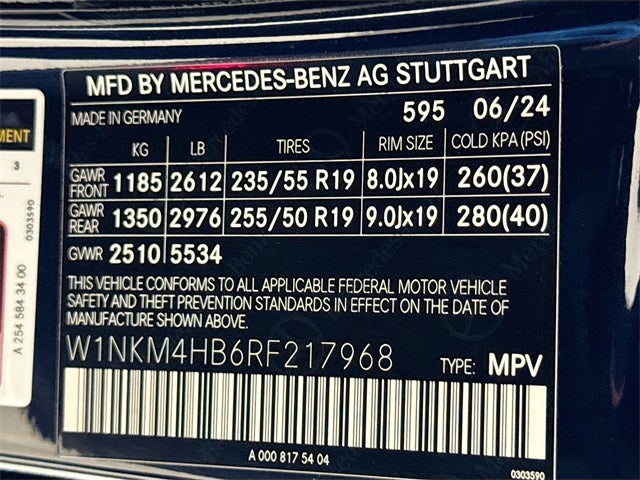 MFD BY MERCEDES-BENZ AG STUTTGART
MADE IN GERMANY 595 06/24
KG LB TIRES RIM SIZE COLD KPA (PSI)
GAWR FRONT 1185 2612 235/55 R19 8.0Jx19 260(37)
GAWR REAR 1350 2976 255/50 R19 9.0Jx19 280(40)
GVWR 2510 5534
THIS VEHICLE CONFORMS TO ALL APPLICABLE FEDERAL MOTOR VEHICLE
SAFETY AND THEFT PREVENTION STANDARDS IN EFFECT ON THE DATE OF
MANUFACTURE SHOWN ABOVE.
W1NKM4HB6RF217968 TYPE: MPV
A 000 817 54 04
0303590
MENT
3
0303590
A 254 584 34 00